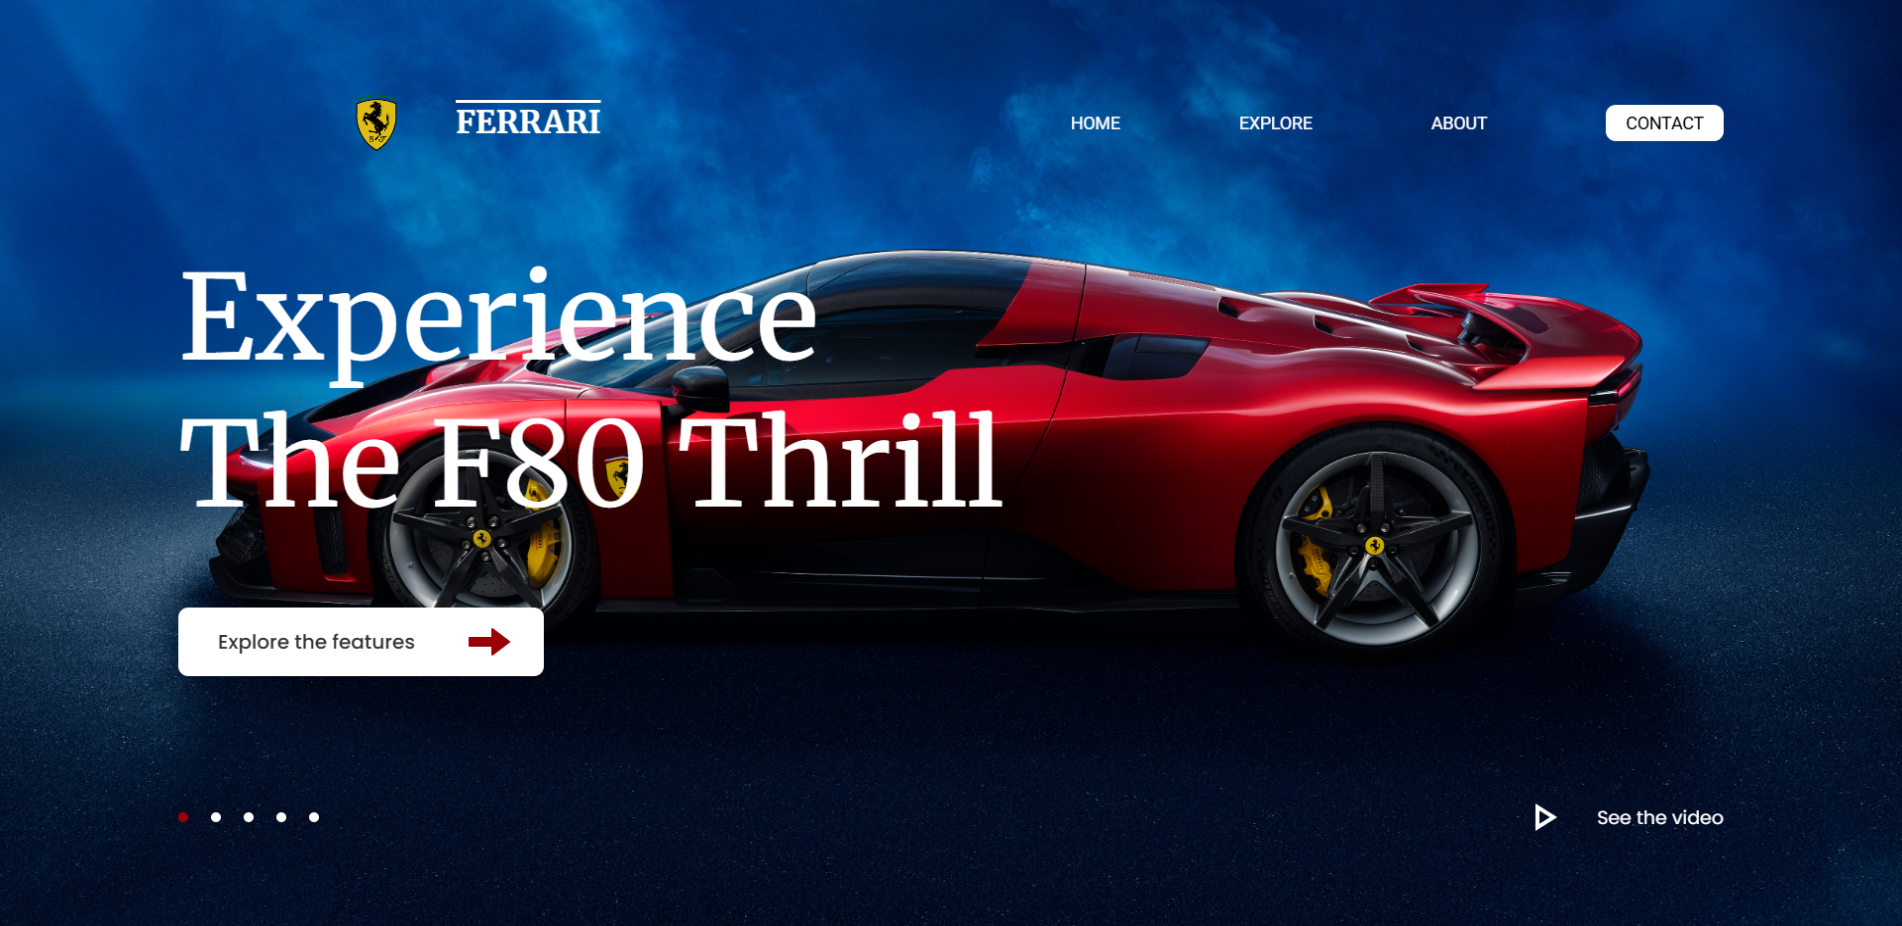 FERRARI
HOME
EXPLORE
ABOUT
CONTACT
Experience
The F80 Thrill
Explore the features
See the video